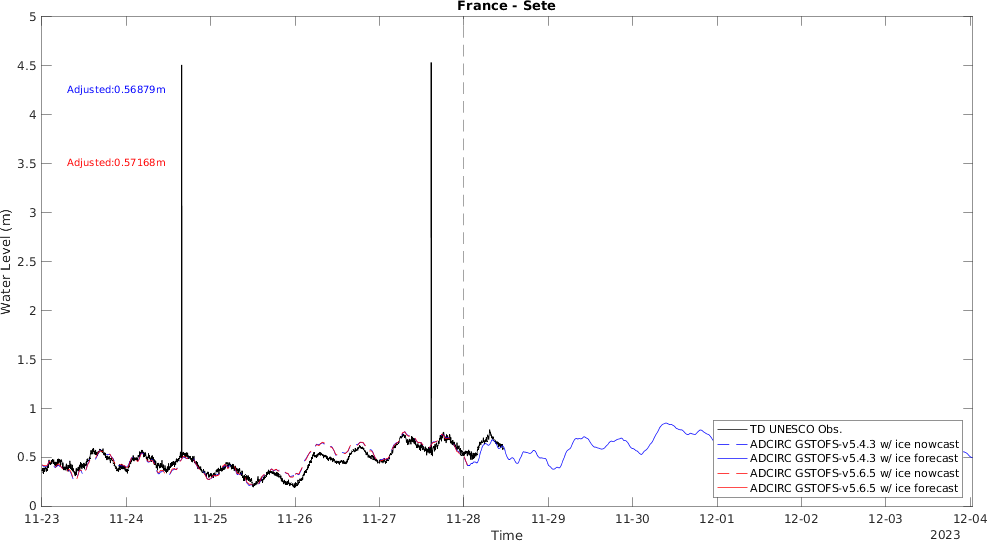 France - Sete
5
4.5
4
3.5
3
2.5
2
1.5
1
0.5
0
Water Level (m)
Adjusted:0.56879m
Adjusted:0.57168m
TD UNESCO Obs.
ADCIRC GSTOFS-v5.4.3 w/ ice nowcast
ADCIRC GSTOFS-v5.4.3 w/ ice forecast
ADCIRC GSTOFS-v5.6.5 w/ ice nowcast
ADCIRC GSTOFS-v5.6.5 w/ ice forecast
11-23 11-24 11-25 11-26 11-27 11-28 11-29 11-30 12-01 12-02 12-03 12-04
Time
2023